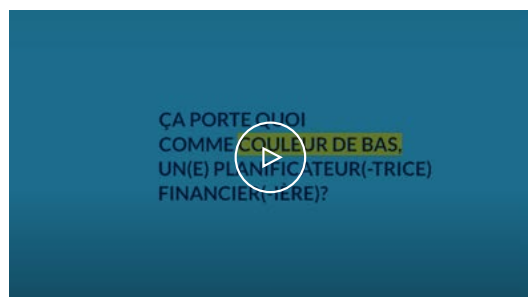 ÇA PORTE QUOI
COMME COULEUR DE BAS,
UN(E) PLANIFICATEUR(-TRICE)
FINANCIER(-IÈRE)?